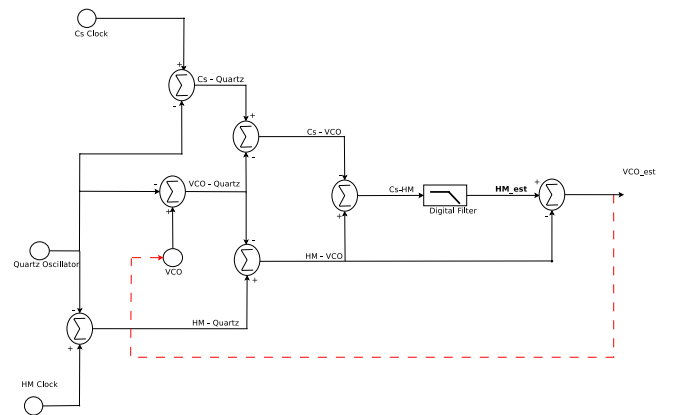 Cs Clock
+
Cs – Quartz
-
+
Cs – VCO
-
-
VCO_est
-
VCO – Quartz
Cs-HM
HM_est
+
+
Digital Filter
+
-
-
Quartz Oscillator
HM – VCO
VCO
+
-
HM – Quartz
+
HM Clock